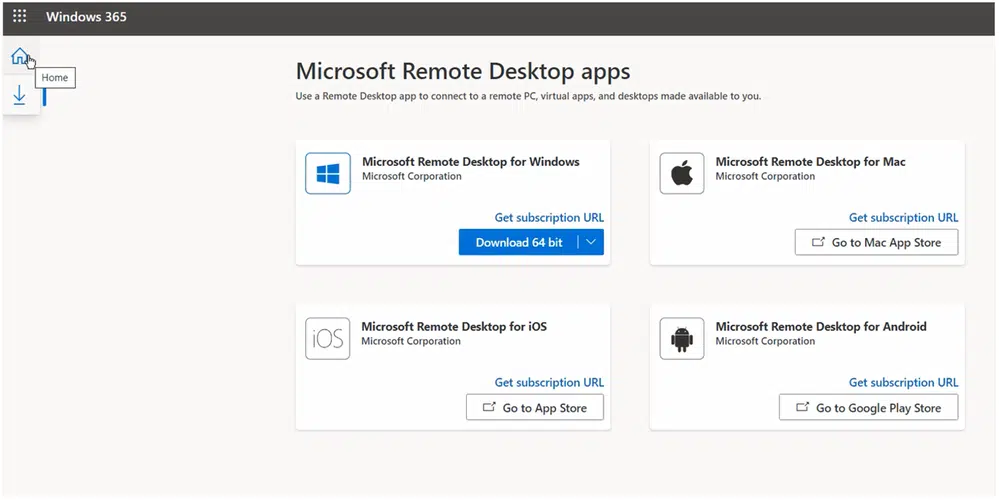 Windows 365
Home
Microsoft Remote Desktop apps
Use a Remote Desktop app to connect to a remote PC, virtual apps, and desktops made available to you.
Microsoft Remote Desktop for Windows
Microsoft Corporation
Get subscription URL
Download 64 bit
Microsoft Remote Desktop for Mac
Microsoft Corporation
Get subscription URL
Go to Mac App Store
iOS
Microsoft Remote Desktop for iOS
Microsoft Corporation
Get subscription URL
Go to App Store
Microsoft Remote Desktop for Android
Microsoft Corporation
Get subscription URL
Go to Google Play Store